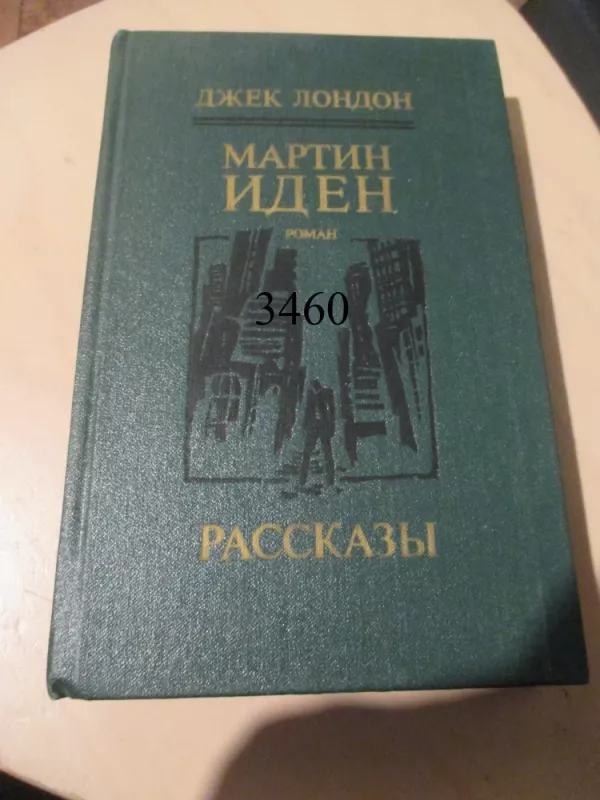 ДЖЕК ЛОНДОН
МАРТИН
ИДЕН
РОМАН
3460
РАССКАЗЫ